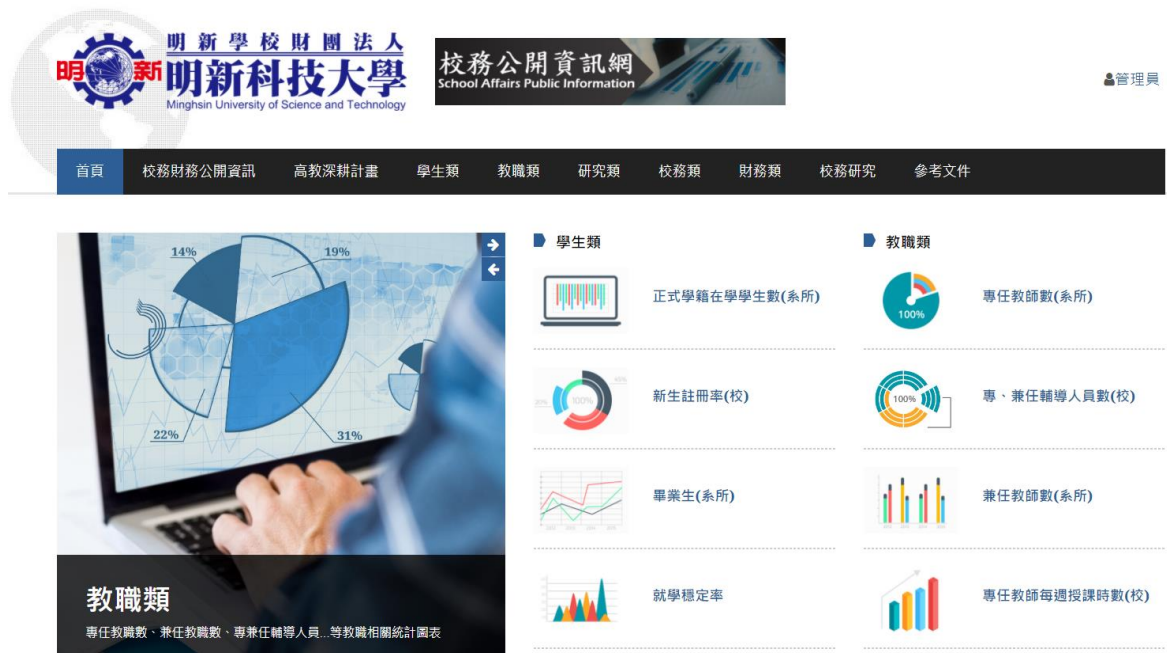 明新學校財團法人
明新
明新科技大學
Minghsin University of Science and Technology
校務公開資訊網
School Affairs Public Information
管理員
首頁 校務財務公開資訊 高教深耕計畫 學生類 教職類 研究類 校務類 財務類 校務研究 參考文件
14%
19%
22%
31%
教職類
專任教職數、兼任教職數、專兼任輔導人員...等教職相關統計圖表
學生類
正式學籍在學學生數(系所)
新生註冊率(校)
100%
畢業生(系所)
就學穩定率
教職類
100%
專任教師數(系所)
100%
專、兼任輔導人員數(校)
兼任教師數(系所)
專任教師每週授課時數(校)